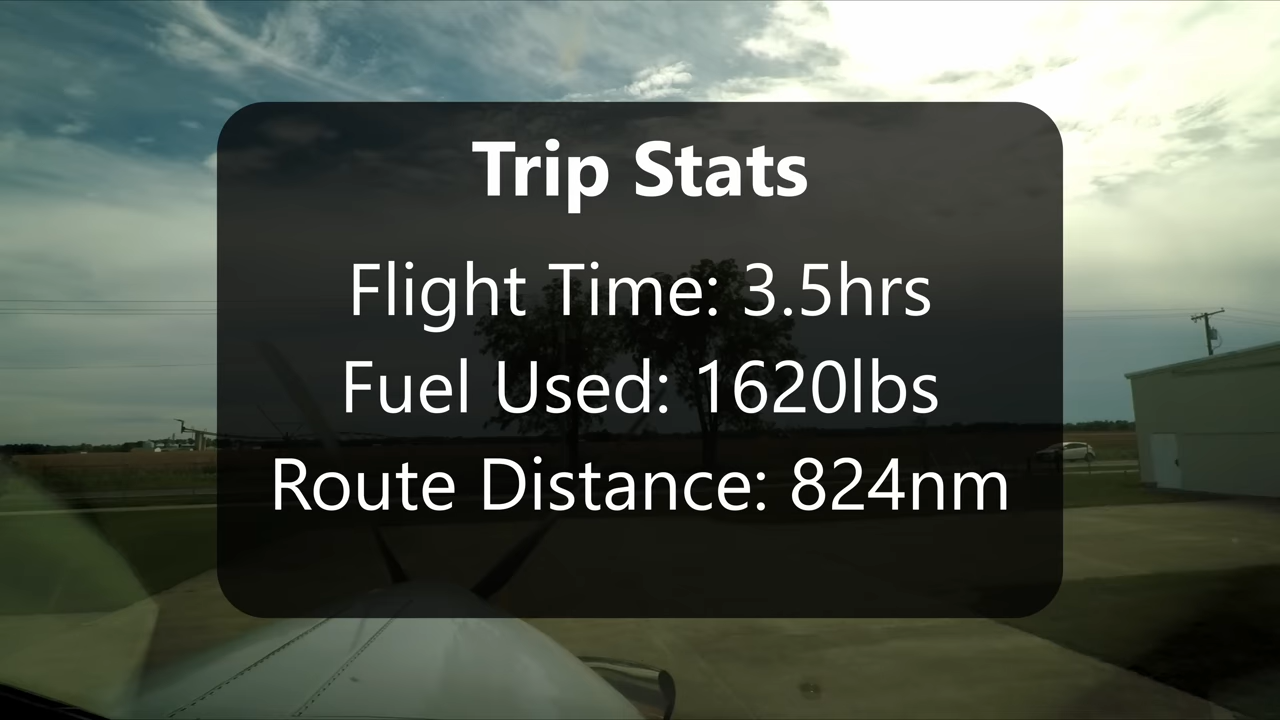 Trip Stats
Flight Time: 3.5hrs
Fuel Used: 1620lbs
Route Distance: 824nm